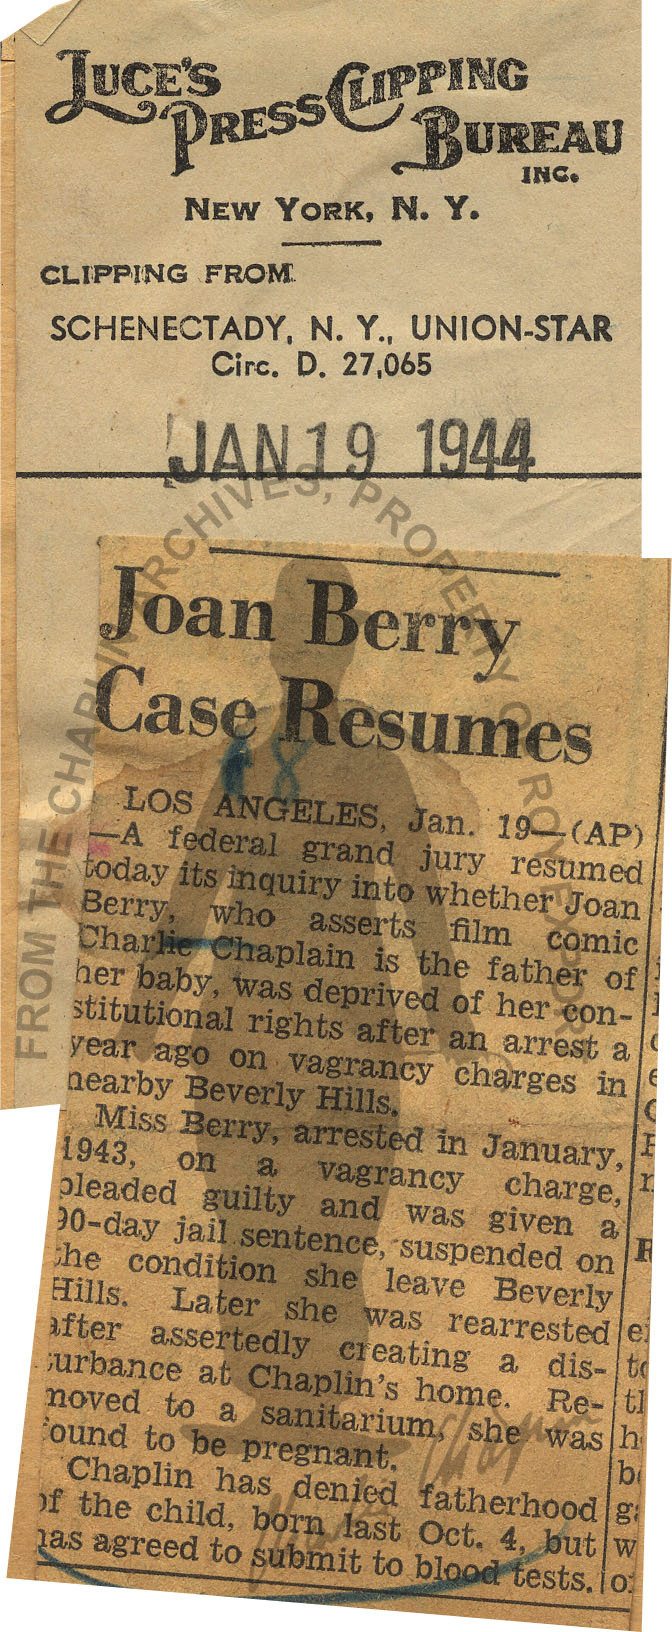 LUCE'S
PRESS CLIPPING
BUREAU
INC.
NEW YORK, N. Y.
CLIPPING FROM
SCHENECTADY, N. Y., UNION-STAR
Circ. D. 27,065
JAN 19 1944
FROM THE CHAPLIN ARCHIVES, PROPERTY OF ROY EXPORT
Joan Berry
Case Resumes
8
LOS ANGELES, Jan. 19—(AP)
—A federal grand jury resumed
today its inquiry into whether Joan
Berry, who asserts film comic
Charlie Chaplain is the father of
her baby, was deprived of her con-
stitutional rights after an arrest a
year ago on vagrancy charges in
nearby Beverly Hills.
Miss Berry, arrested in January,
1943, on a vagrancy charge,
pleaded guilty and was given a
90-day jail sentence, suspended on
the condition she leave Beverly
Hills. Later she was rearrested
after assertedly creating a dis-
turbance at Chaplin's home. Re-
moved to a sanitarium, she was
found to be pregnant.
Chaplin has denied fatherhood
of the child, born last Oct. 4, but
has agreed to submit to blood tests.